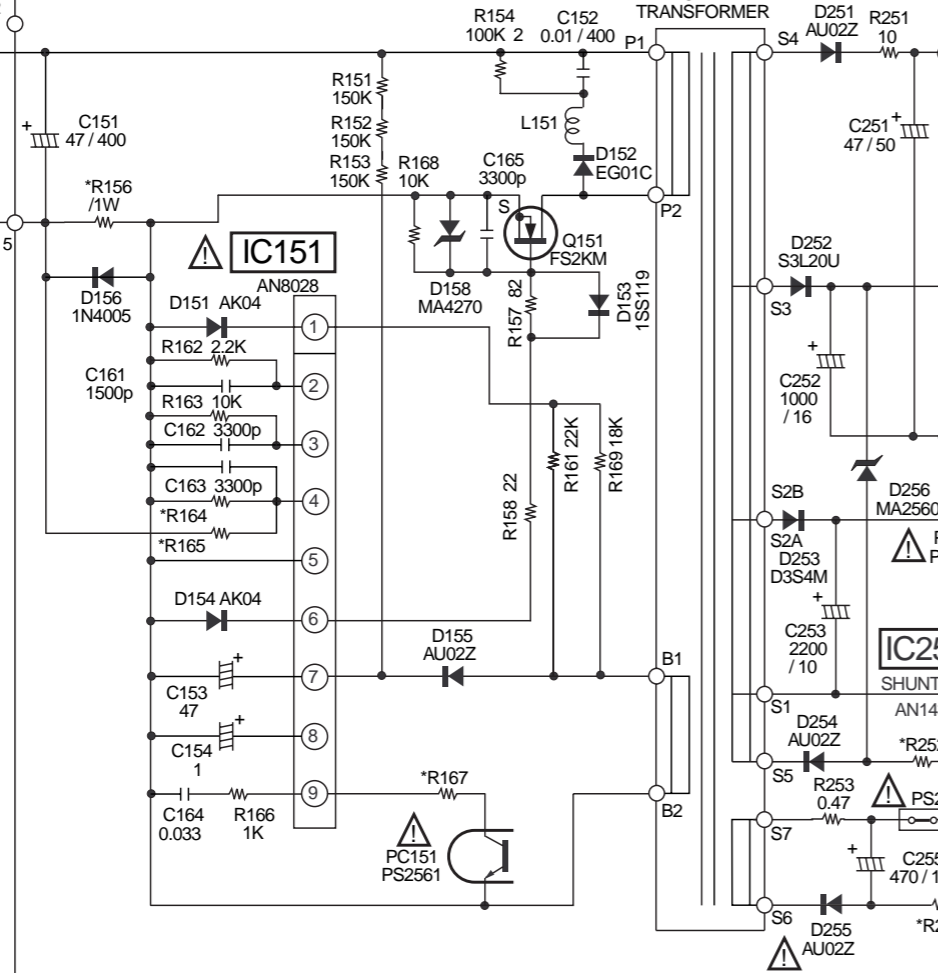 TRANSFORMER
R154
100K 2
C152
0.01 / 400
P1
S4
D251
AU02Z
R251
10
R151
150K
R152
150K
R153
150K
C151
47 / 400
+
L151
C251
47 / 50
+
D152
EG01C
*R156
/1W
R168
10K
C165
3300p
S
P2
5
IC151
AN8028
Q151
FS2KM
D252
S3L20U
S3
D156
1N4005
D158
MA4270
R157 82
D153
1SS119
D151 AK04
1
R162 2.2K
C161
1500p
2
R163 10K
C162 3300p
3
C163 3300p
4
*R164
*R165
5
D154 AK04
6
R158 22
R161 22K
R169 18K
C252
1000
/ 16
+
S2B
S2A
D253
D3S4M
D256
MA2560
C253
2200
/ 10
+
D155
AU02Z
B1
C153
47
+
7
S1
SHUNT
AN14
C154
1
+
8
D254
AU02Z
S5
C164
0.033
R166
1K
9
*R167
B2
R253
0.47
PS2
S7
PC151
PS2561
+
470 / 1
S6
D255
AU02Z